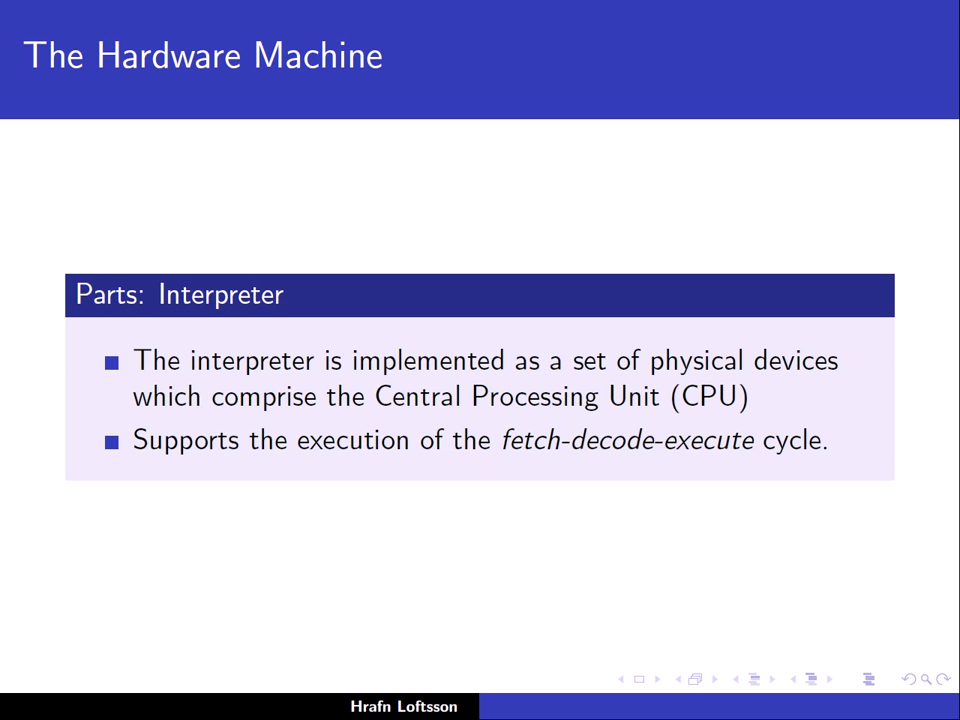 The Hardware Machine
Parts: Interpreter
The interpreter is implemented as a set of physical devices
which comprise the Central Processing Unit (CPU)
Supports the execution of the fetch-decode-execute cycle.
Hrafn Loftsson